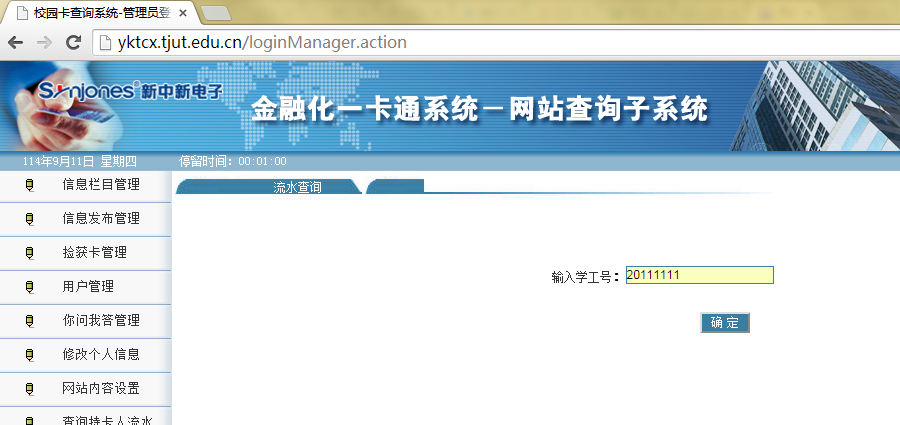 校园卡查询系统-管理员登
yktcx.tjut.edu.cn/loginManager.action
Synjones 新中新电子
金融化一卡通系统－网站查询子系统
114年9月11日 星期四 停留时间：00:01:00
信息栏目管理
流水查询
信息发布管理
捡获卡管理
输入学工号：20111111
用户管理
你问我答管理
确 定
修改个人信息
网站内容设置
查询持卡人流水